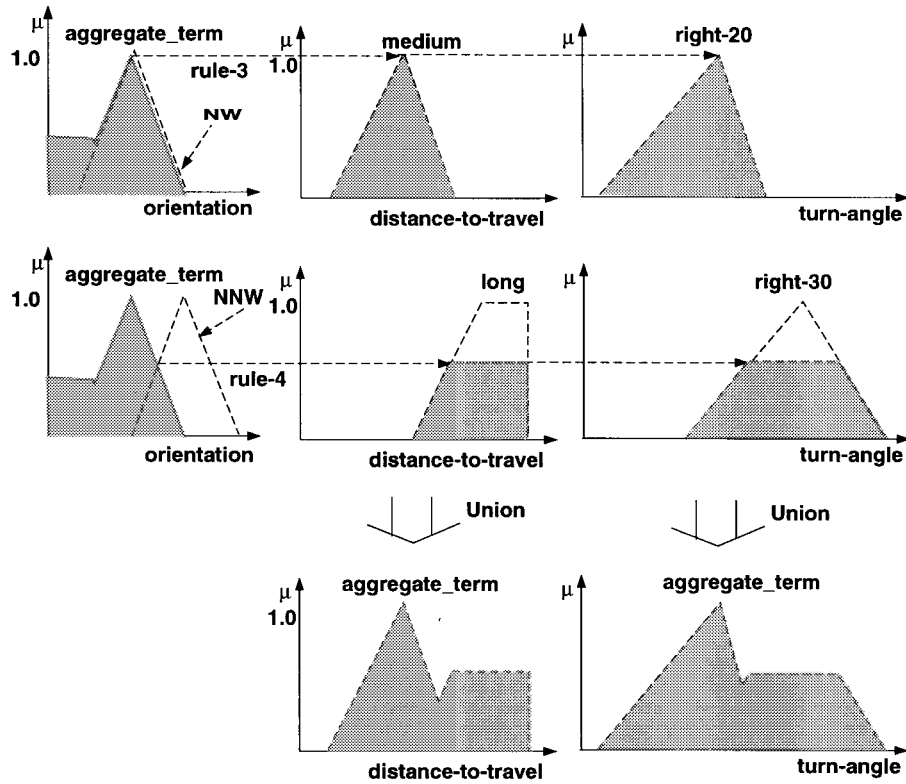 μ
aggregate_term
1.0
rule-3
NW
orientation
μ
medium
1.0
distance-to-travel
μ
right-20
turn-angle
μ
aggregate_term
1.0
NNW
rule-4
orientation
μ
long
1.0
distance-to-travel
μ
right-30
turn-angle
Union
Union
μ
aggregate_term
1.0
distance-to-travel
μ
aggregate_term
turn-angle